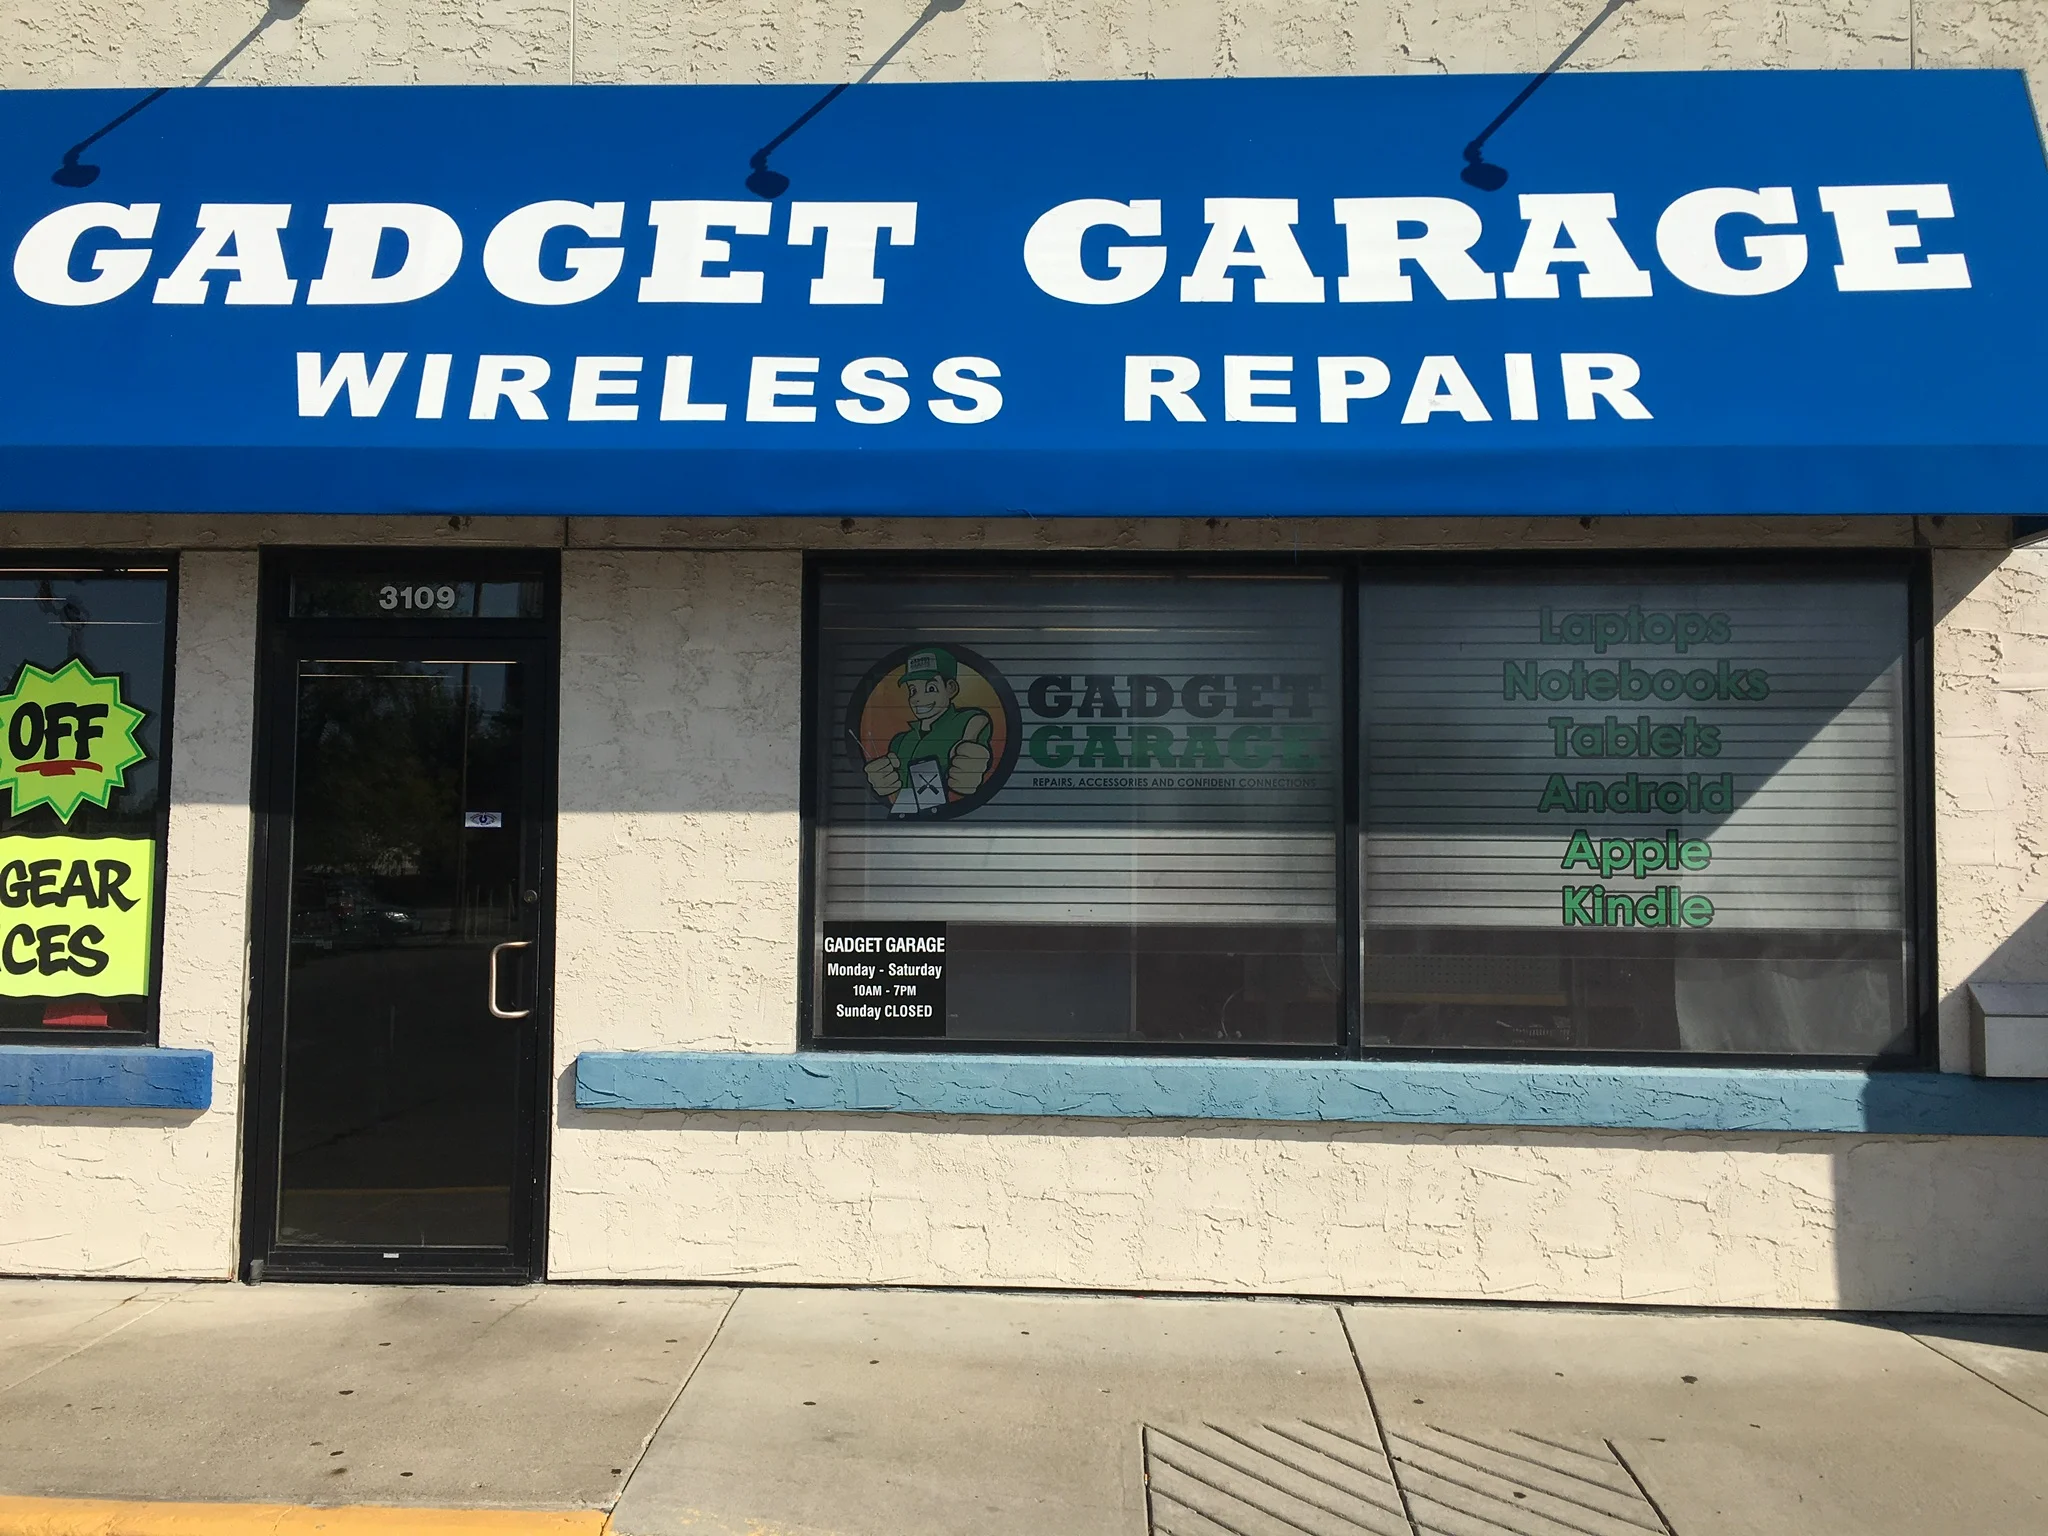 GADGET GARAGE
WIRELESS REPAIR
3109
OFF
GEAR
CES
GADGET
GARAGE
REPAIRS, ACCESSORIES AND CONFIDENT CONNECTIONS
Laptops
Notebooks
Tablets
Android
Apple
Kindle
GADGET GARAGE
Monday - Saturday
10AM - 7PM
Sunday CLOSED